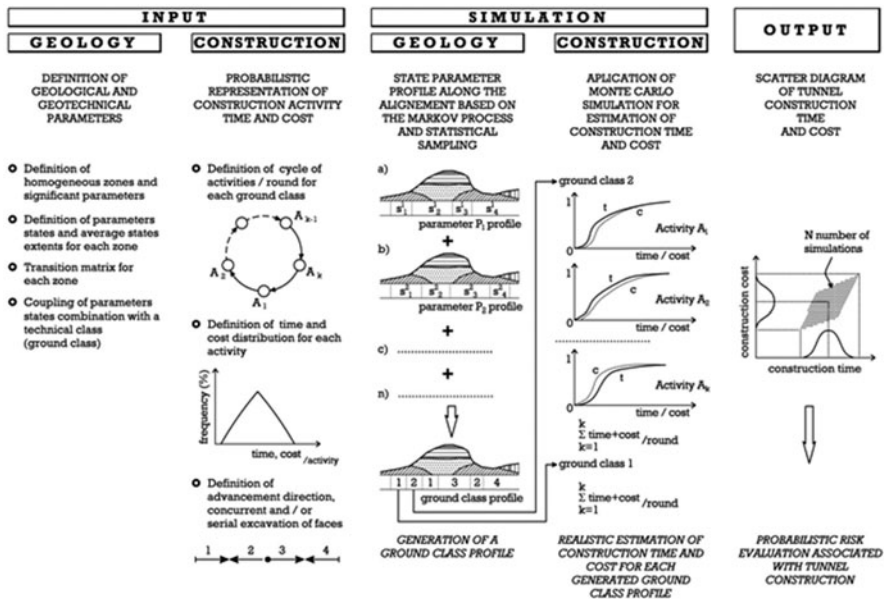 INPUT
GEOLOGY
DEFINITION OF
GEOLOGICAL AND
GEOTECHNICAL
PARAMETERS
Definition of
homogeneous zones and
significant parameters
Definition of parameters
states and average states
extents for each zone
Transition matrix for
each zone
Coupling of parameters
states combination with a
technical class
(ground class)
CONSTRUCTION
PROBABILISTIC
REPRESENTATION OF
CONSTRUCTION ACTIVITY
TIME AND COST
Definition of cycle of
activities / round for
each ground class
A k-1
A k
A 1
A 2
Definition of time and
cost distribution for each
activity
frequency (%)
time, cost /activity
Definition of
advancement direction,
concurrent and / or
serial excavation of faces
1 2 3 4
SIMULATION
GEOLOGY
STATE PARAMETER
PROFILE ALONG THE
ALIGNEMENT BASED ON
THE MARKOV PROCESS
AND STATISTICAL
SAMPLING
a)
parameter P1 profile
+
b)
parameter P2 profile
+
c)
+
n)
1 2 1 3 2 4
ground class profile
GENERATION OF A
GROUND CLASS PROFILE
CONSTRUCTION
APLICATION OF
MONTE CARLO
SIMULATION FOR
ESTIMATION OF
CONSTRUCTION TIME
AND COST
ground class 2
1
t
c
Activity A1
0
time / cost
1
t
c
Activity A2
0
time / cost
1
c
t
Activity Ak
0
time / cost
k
Σ time+cost /round
k=1
ground class 1
k
Σ time+cost /round
k=1
REALISTIC ESTIMATION OF
CONSTRUCTION TIME AND
COST FOR EACH
GENERATED GROUND
CLASS PROFILE
OUTPUT
SCATTER DIAGRAM
OF TUNNEL
CONSTRUCTION
TIME
AND COST
N number of
simulations
construction cost
construction time
PROBABILISTIC RISK
EVALUATION ASSOCIATED
WITH TUNNEL
CONSTRUCTION